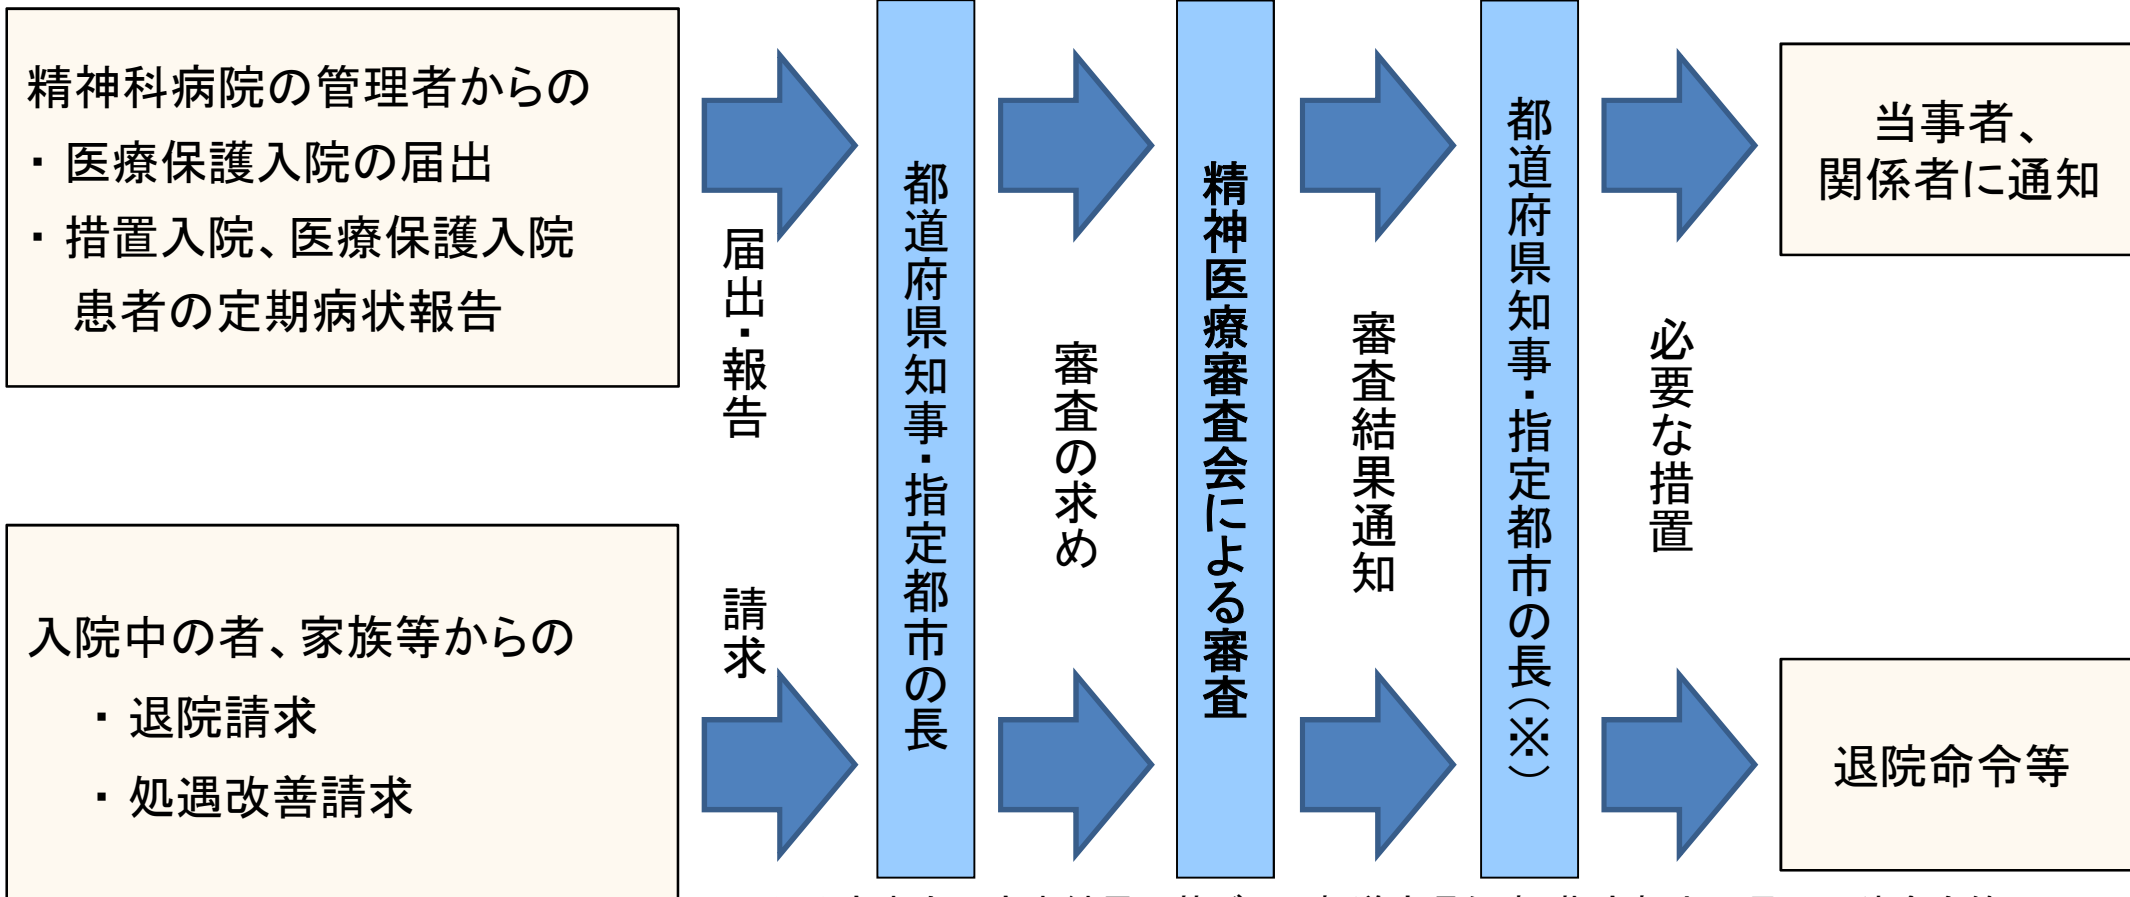 精神科病院の管理者からの
・ 医療保護入院の届出
・ 措置入院、医療保護入院
患者の定期病状報告
入院中の者、家族等からの
・ 退院請求
・ 処遇改善請求
届出・報告
請求
都道府県知事・指定都市の長
審査の求め
精神医療審査会による審査
審査結果通知
都道府県知事・指定都市の長(※)
必要な措置
当事者、
関係者に通知
退院命令等